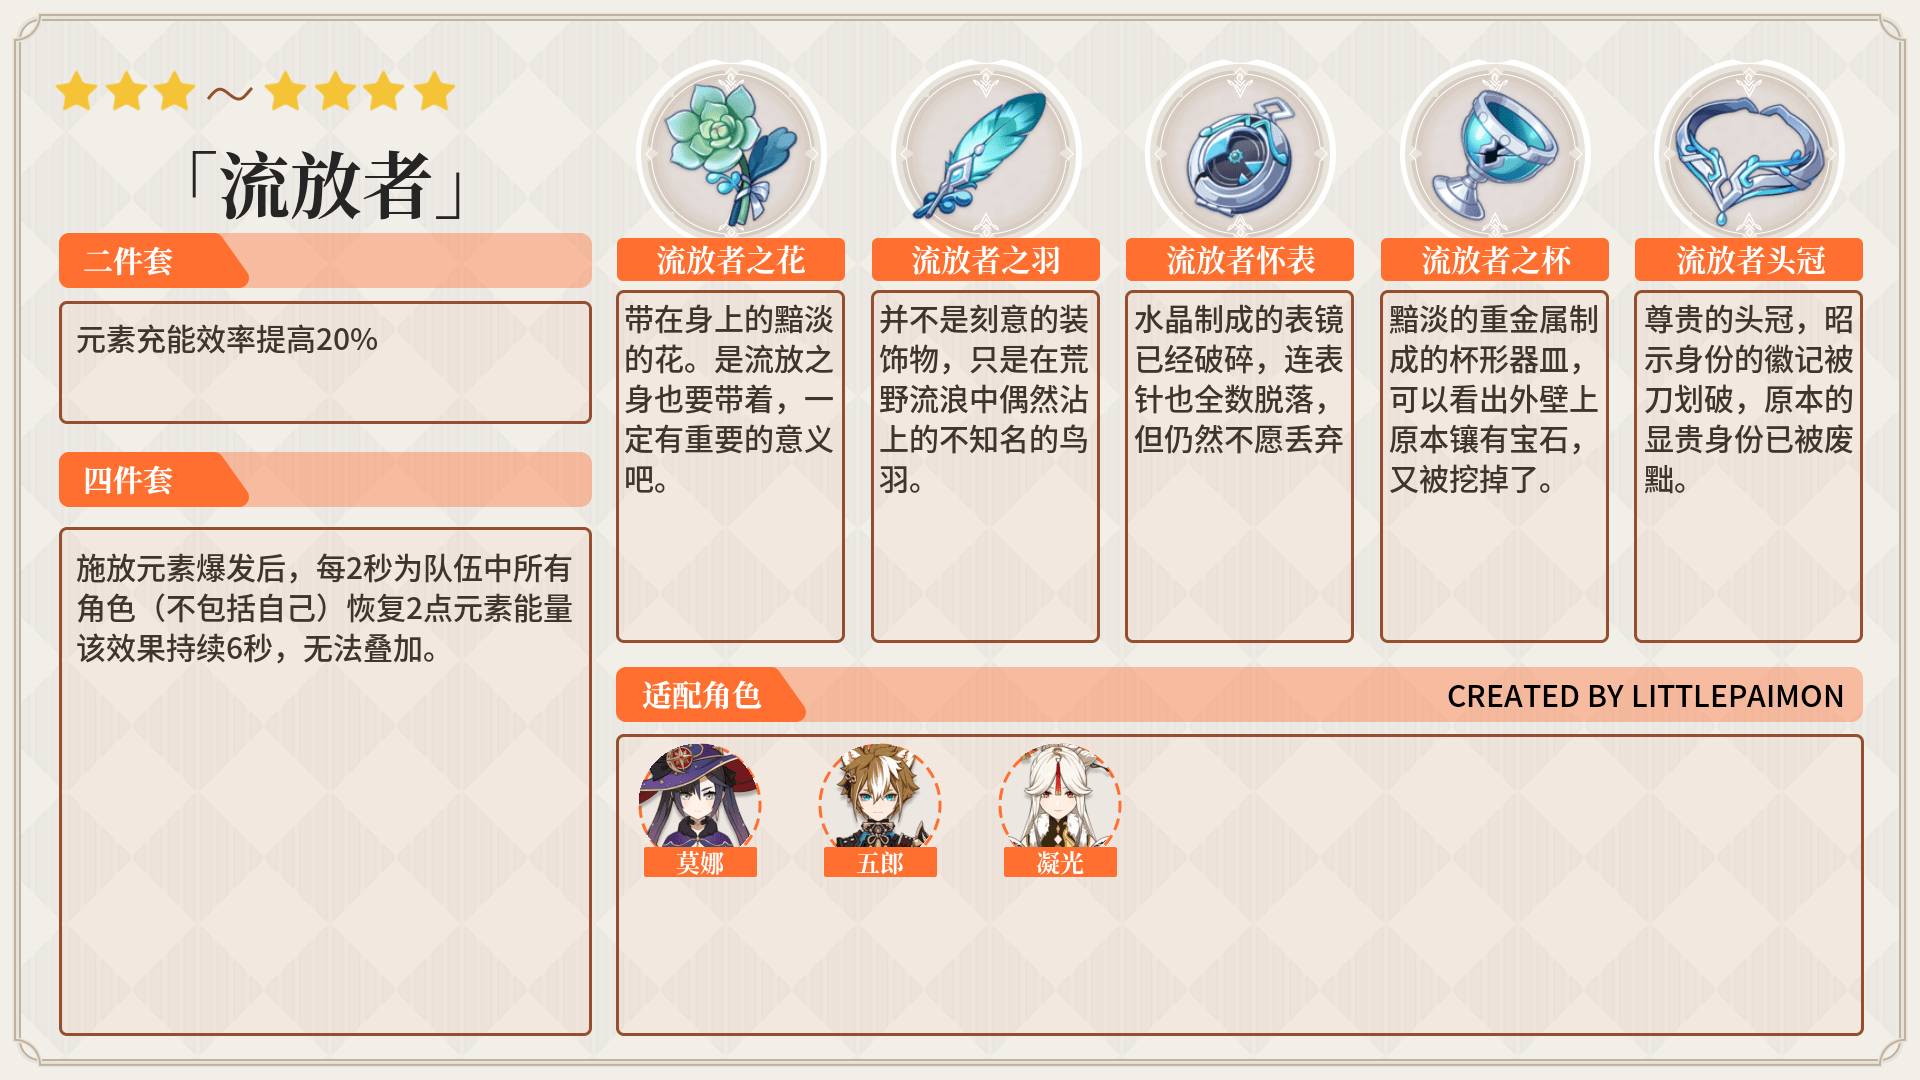 「流放者」
二件套
元素充能效率提高20%
四件套
施放元素爆发后，每2秒为队伍中所有
角色（不包括自己）恢复2点元素能量
该效果持续6秒，无法叠加。
流放者之花
带在身上的黯淡
的花。是流放之
身也要带着，一
定有重要的意义
吧。
流放者之羽
并不是刻意的装
饰物，只是在荒
野流浪中偶然沾
上的不知名的鸟
羽。
流放者怀表
水晶制成的表镜
已经破碎，连表
针也全数脱落，
但仍然不愿丢弃
流放者之杯
黯淡的重金属制
成的杯形器皿，
可以看出外壁上
原本镶有宝石，
又被挖掉了。
流放者头冠
尊贵的头冠，昭
示身份的徽记被
刀划破，原本的
显贵身份已被废
黜。
适配角色
CREATED BY LITTLEPAIMON
莫娜
五郎
凝光